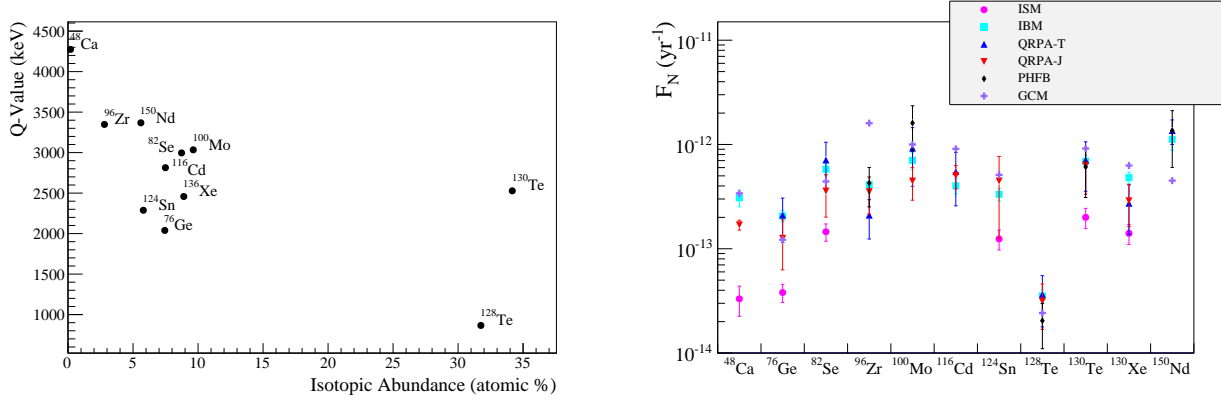 Q-Value (keV)
4500
4000
3500
3000
2500
2000
1500
1000
⁴⁸Ca
⁹⁶Zr
¹⁵⁰Nd
⁸²Se
¹⁰⁰Mo
¹¹⁶Cd
¹³⁶Xe
¹²⁴Sn
⁷⁶Ge
¹³⁰Te
¹²⁸Te
0 5 10 15 20 25 30 35
Isotopic Abundance (atomic %)
F_N (yr⁻¹)
10⁻¹¹
10⁻¹²
10⁻¹³
10⁻¹⁴
ISM
IBM
QRPA-T
QRPA-J
PHFB
GCM
⁴⁸Ca ⁷⁶Ge ⁸²Se ⁹⁶Zr ¹⁰⁰Mo ¹¹⁶Cd ¹²⁴Sn ¹²⁸Te ¹³⁰Te ¹³⁰Xe ¹⁵⁰Nd